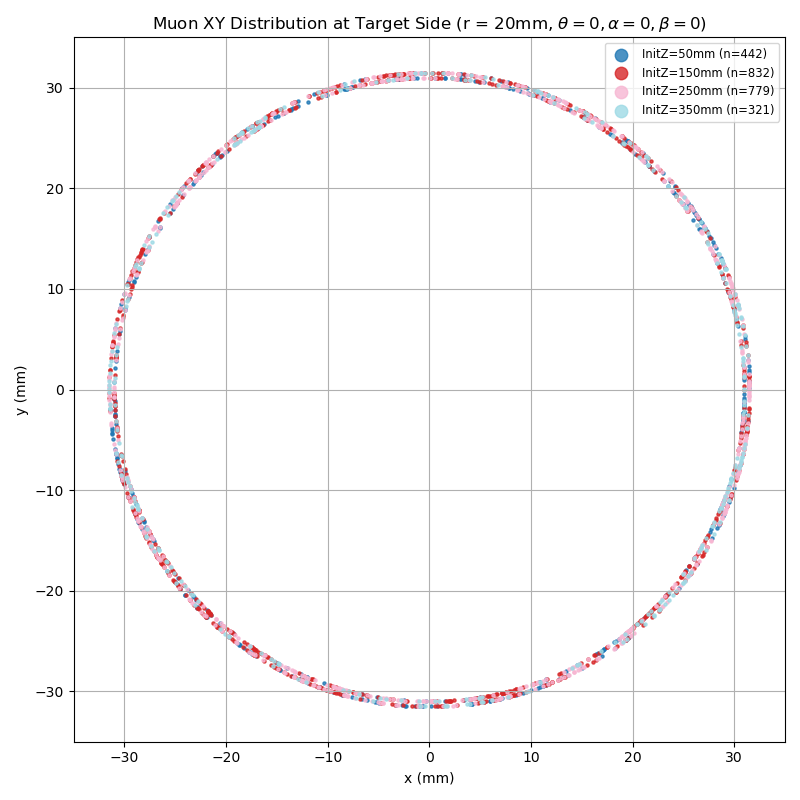 Muon XY Distribution at Target Side (r = 20mm, θ = 0, α = 0, β = 0)
InitZ=50mm (n=442)
InitZ=150mm (n=832)
InitZ=250mm (n=779)
InitZ=350mm (n=321)
30
20
10
0
−10
−20
−30
y (mm)
−30 −20 −10 0 10 20 30
x (mm)